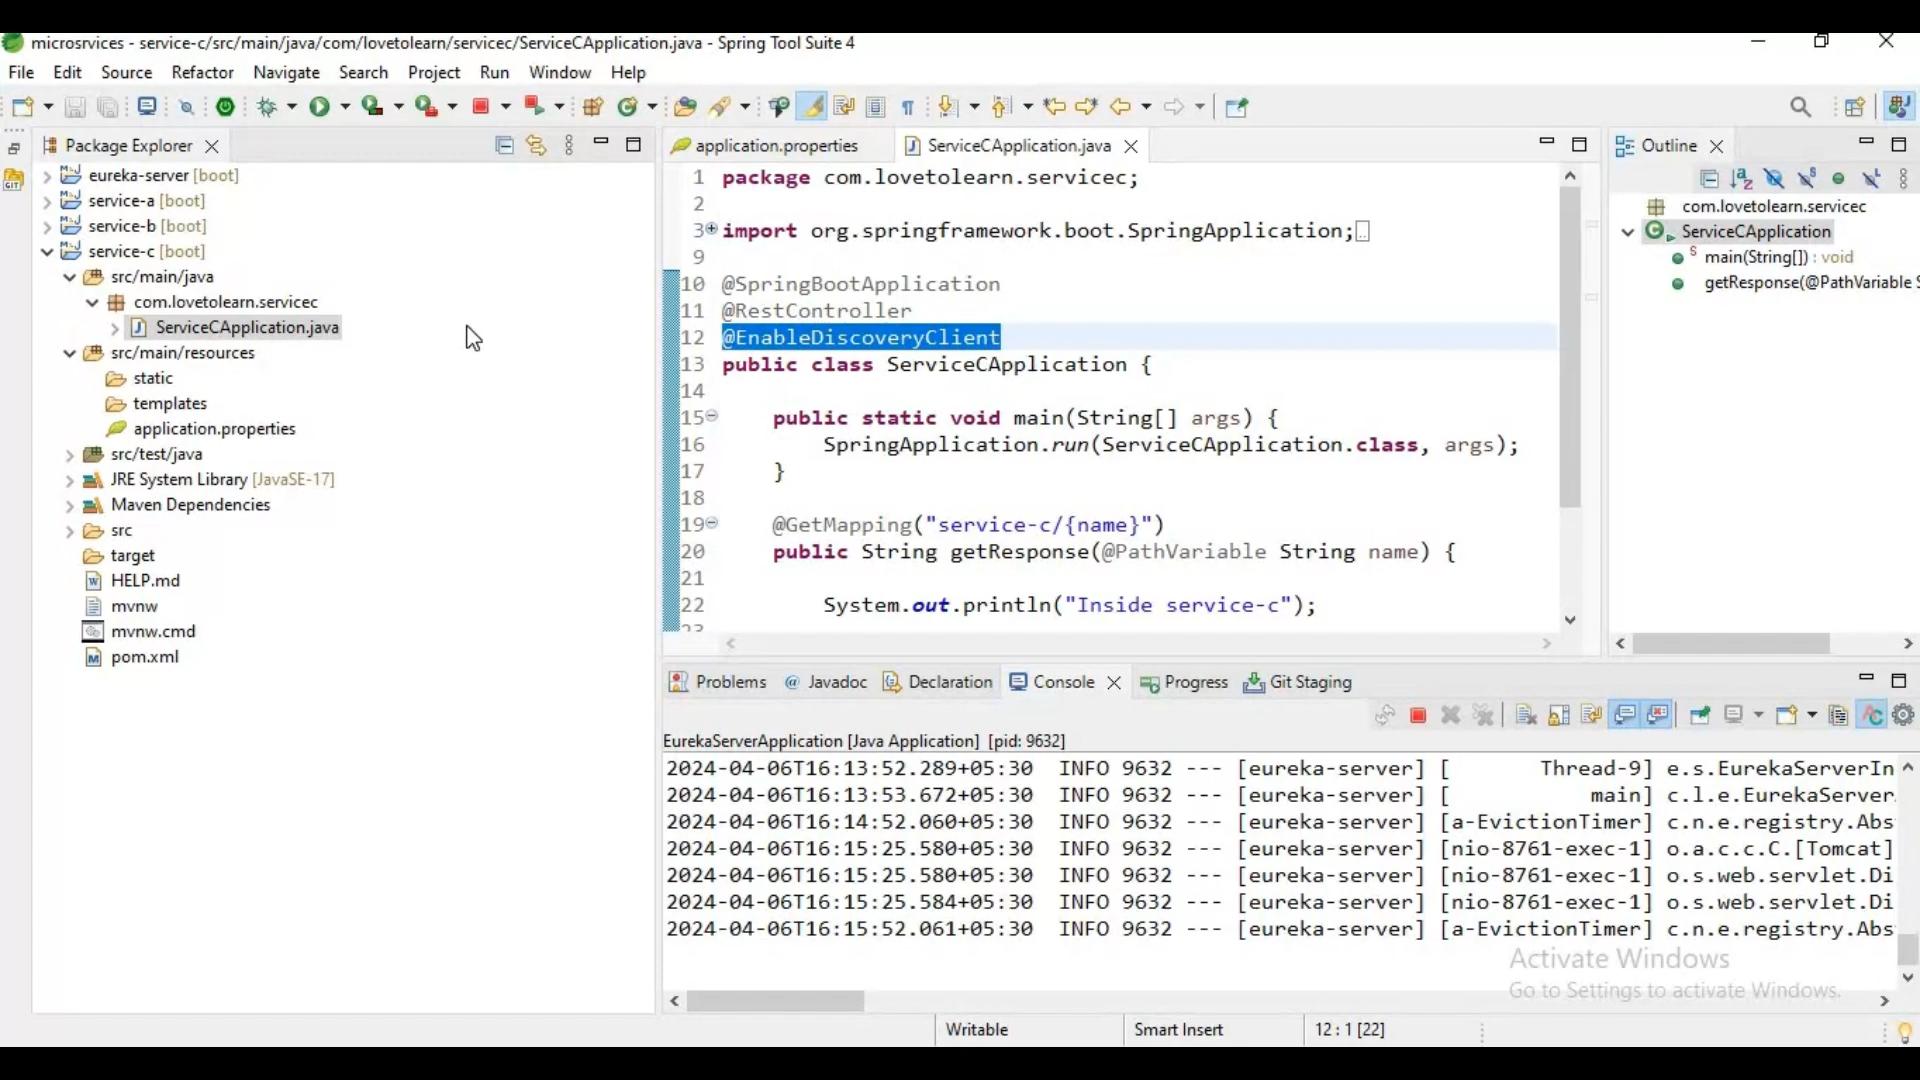 microsrvices - service-c/src/main/java/com/lovetolearn/servicec/ServiceCApplication.java - Spring Tool Suite 4
File Edit Source Refactor Navigate Search Project Run Window Help
Package Explorer
eureka-server [boot]
service-a [boot]
service-b [boot]
service-c [boot]
src/main/java
com.lovetolearn.servicec
ServiceCApplication.java
src/main/resources
static
templates
application.properties
src/test/java
JRE System Library [JavaSE-17]
Maven Dependencies
src
target
HELP.md
mvnw
mvnw.cmd
pom.xml
application.properties ServiceCApplication.java
1 package com.lovetolearn.servicec;
2
3 import org.springframework.boot.SpringApplication;
9
10 @SpringBootApplication
11 @RestController
12 @EnableDiscoveryClient
13 public class ServiceCApplication {
14
15 public static void main(String[] args) {
16 SpringApplication.run(ServiceCApplication.class, args);
17 }
18
19 @GetMapping("service-c/{name}")
20 public String getResponse(@PathVariable String name) {
21
22 System.out.println("Inside service-c");
23
Outline
com.lovetolearn.servicec
ServiceCApplication
main(String[]) : void
getResponse(@PathVariable S
Problems Javadoc Declaration Console Progress Git Staging
EurekaServerApplication [Java Application] [pid: 9632]
2024-04-06T16:13:52.289+05:30 INFO 9632 --- [eureka-server] [ Thread-9] e.s.EurekaServerIn
2024-04-06T16:13:53.672+05:30 INFO 9632 --- [eureka-server] [ main] c.l.e.EurekaServer
2024-04-06T16:14:52.060+05:30 INFO 9632 --- [eureka-server] [a-EvictionTimer] c.n.e.registry.Abs
2024-04-06T16:15:25.580+05:30 INFO 9632 --- [eureka-server] [nio-8761-exec-1] o.a.c.c.C.[Tomcat]
2024-04-06T16:15:25.580+05:30 INFO 9632 --- [eureka-server] [nio-8761-exec-1] o.s.web.servlet.Di
2024-04-06T16:15:25.584+05:30 INFO 9632 --- [eureka-server] [nio-8761-exec-1] o.s.web.servlet.Di
2024-04-06T16:15:52.061+05:30 INFO 9632 --- [eureka-server] [a-EvictionTimer] c.n.e.registry.Abs
Activate Windows
Go to Settings to activate Windows.
Writable Smart Insert 12 : 1 [22]